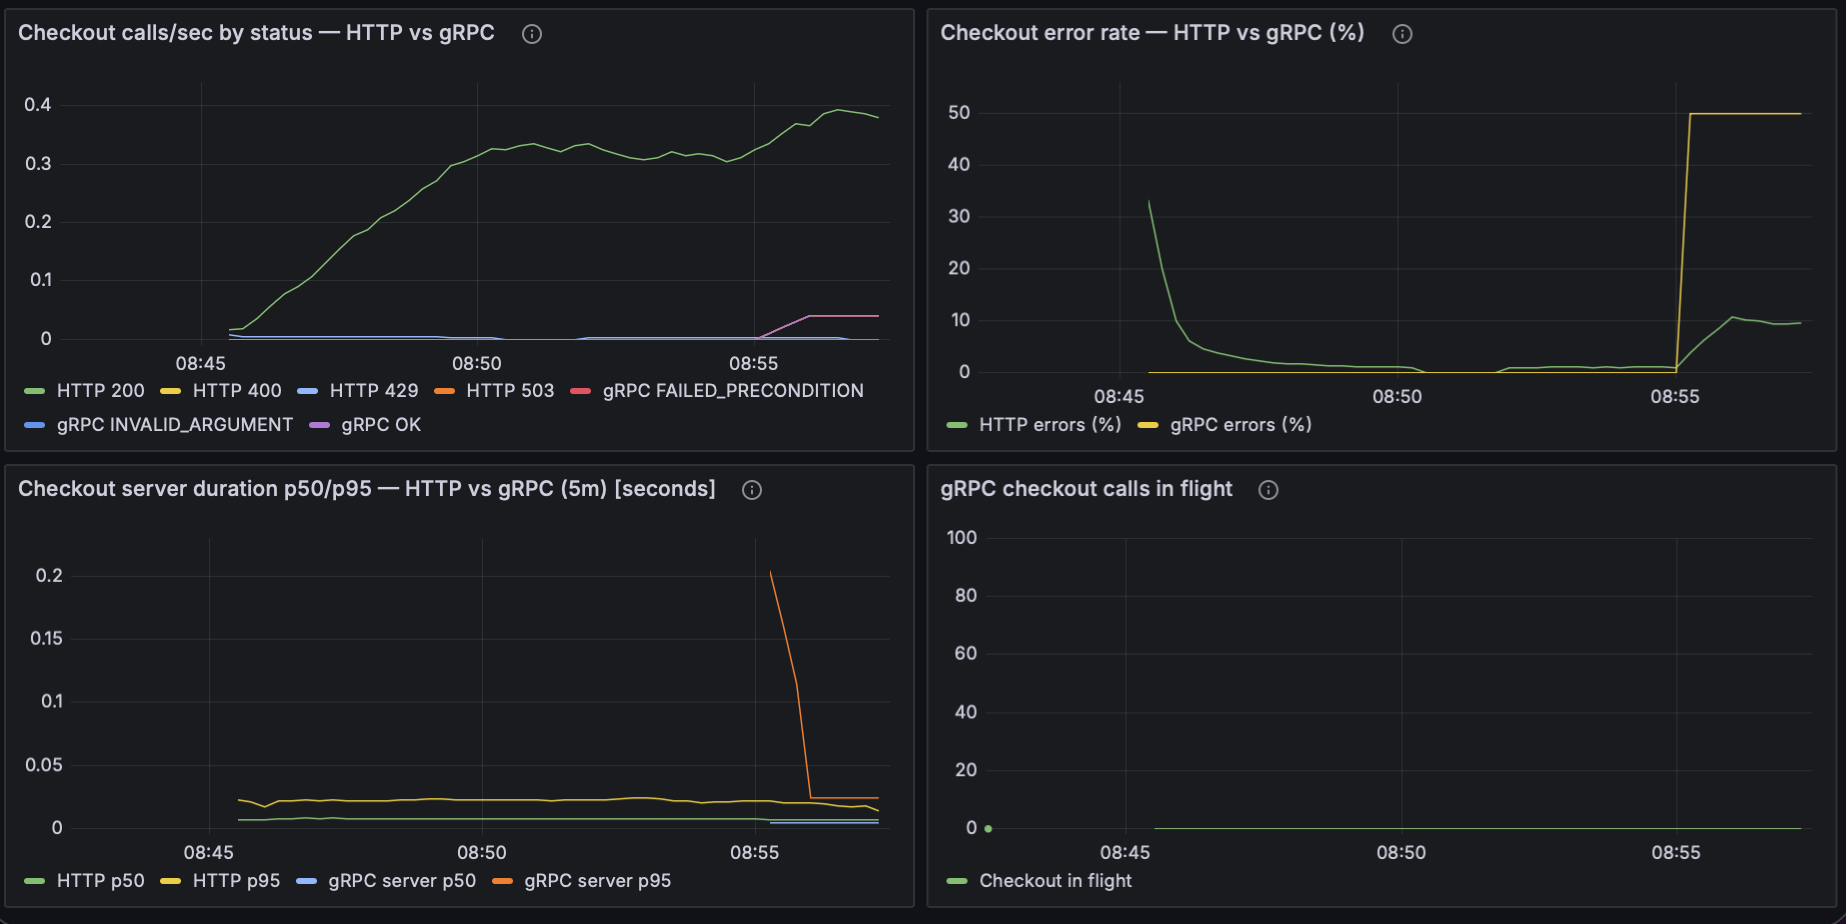 Checkout calls/sec by status — HTTP vs gRPC
0.4
0.3
0.2
0.1
0
08:45 08:50 08:55
HTTP 200 HTTP 400 HTTP 429 HTTP 503 gRPC FAILED_PRECONDITION
gRPC INVALID_ARGUMENT gRPC OK
Checkout error rate — HTTP vs gRPC (%)
50
40
30
20
10
0
08:45 08:50 08:55
HTTP errors (%) gRPC errors (%)
Checkout server duration p50/p95 — HTTP vs gRPC (5m) [seconds]
0.2
0.15
0.1
0.05
0
08:45 08:50 08:55
HTTP p50 HTTP p95 gRPC server p50 gRPC server p95
gRPC checkout calls in flight
100
80
60
40
20
0
08:45 08:50 08:55
Checkout in flight